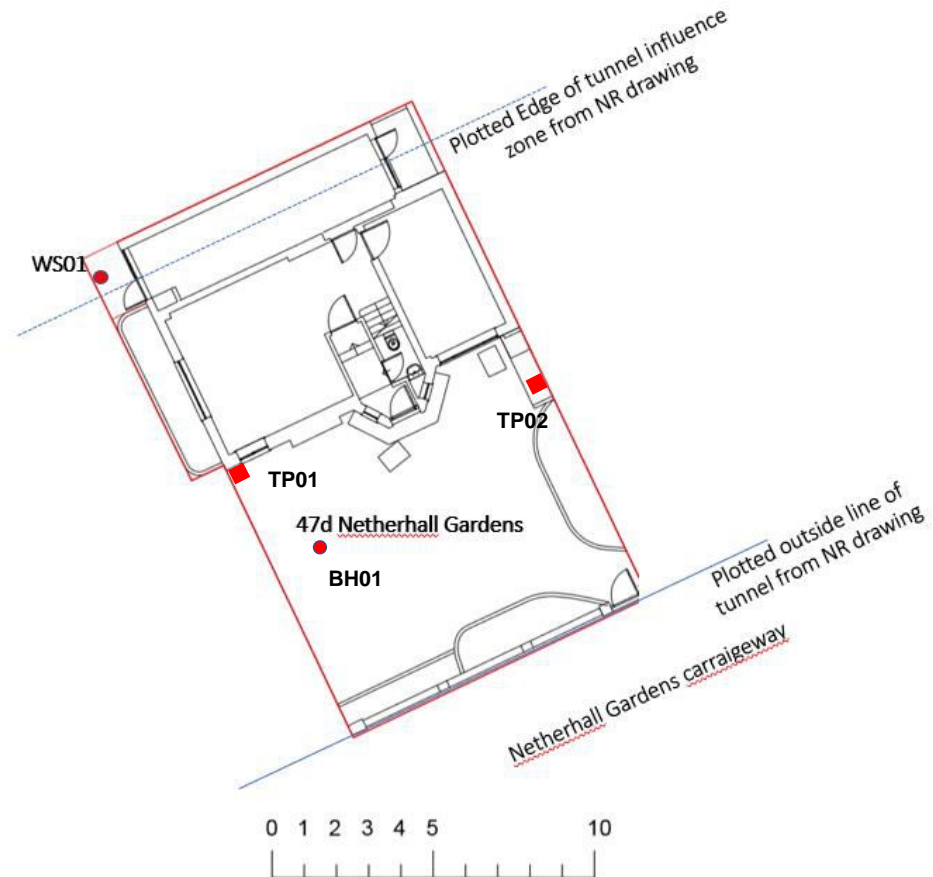 Plotted Edge of tunnel influence
zone from NR drawing
WS01
TP02
TP01
47d Netherhall Gardens
BH01
Plotted outside line of
tunnel from NR drawing
Netherhall Gardens carraigeway
0 1 2 3 4 5 10